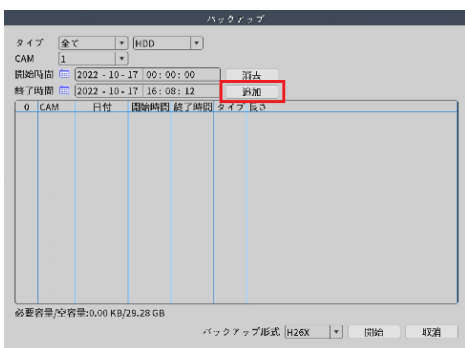 バックアップ
タイプ 全て HDD
CAM 1
開始時間 2022 - 10 - 17 00 : 00 : 00 消去
終了時間 2022 - 10 - 17 16 : 08 : 12 追加
0 CAM 日付 開始時間 終了時間 タイプ 長さ
必要容量/空容量:0.00 KB/29.28 GB
バックアップ形式 H26X 開始 取消